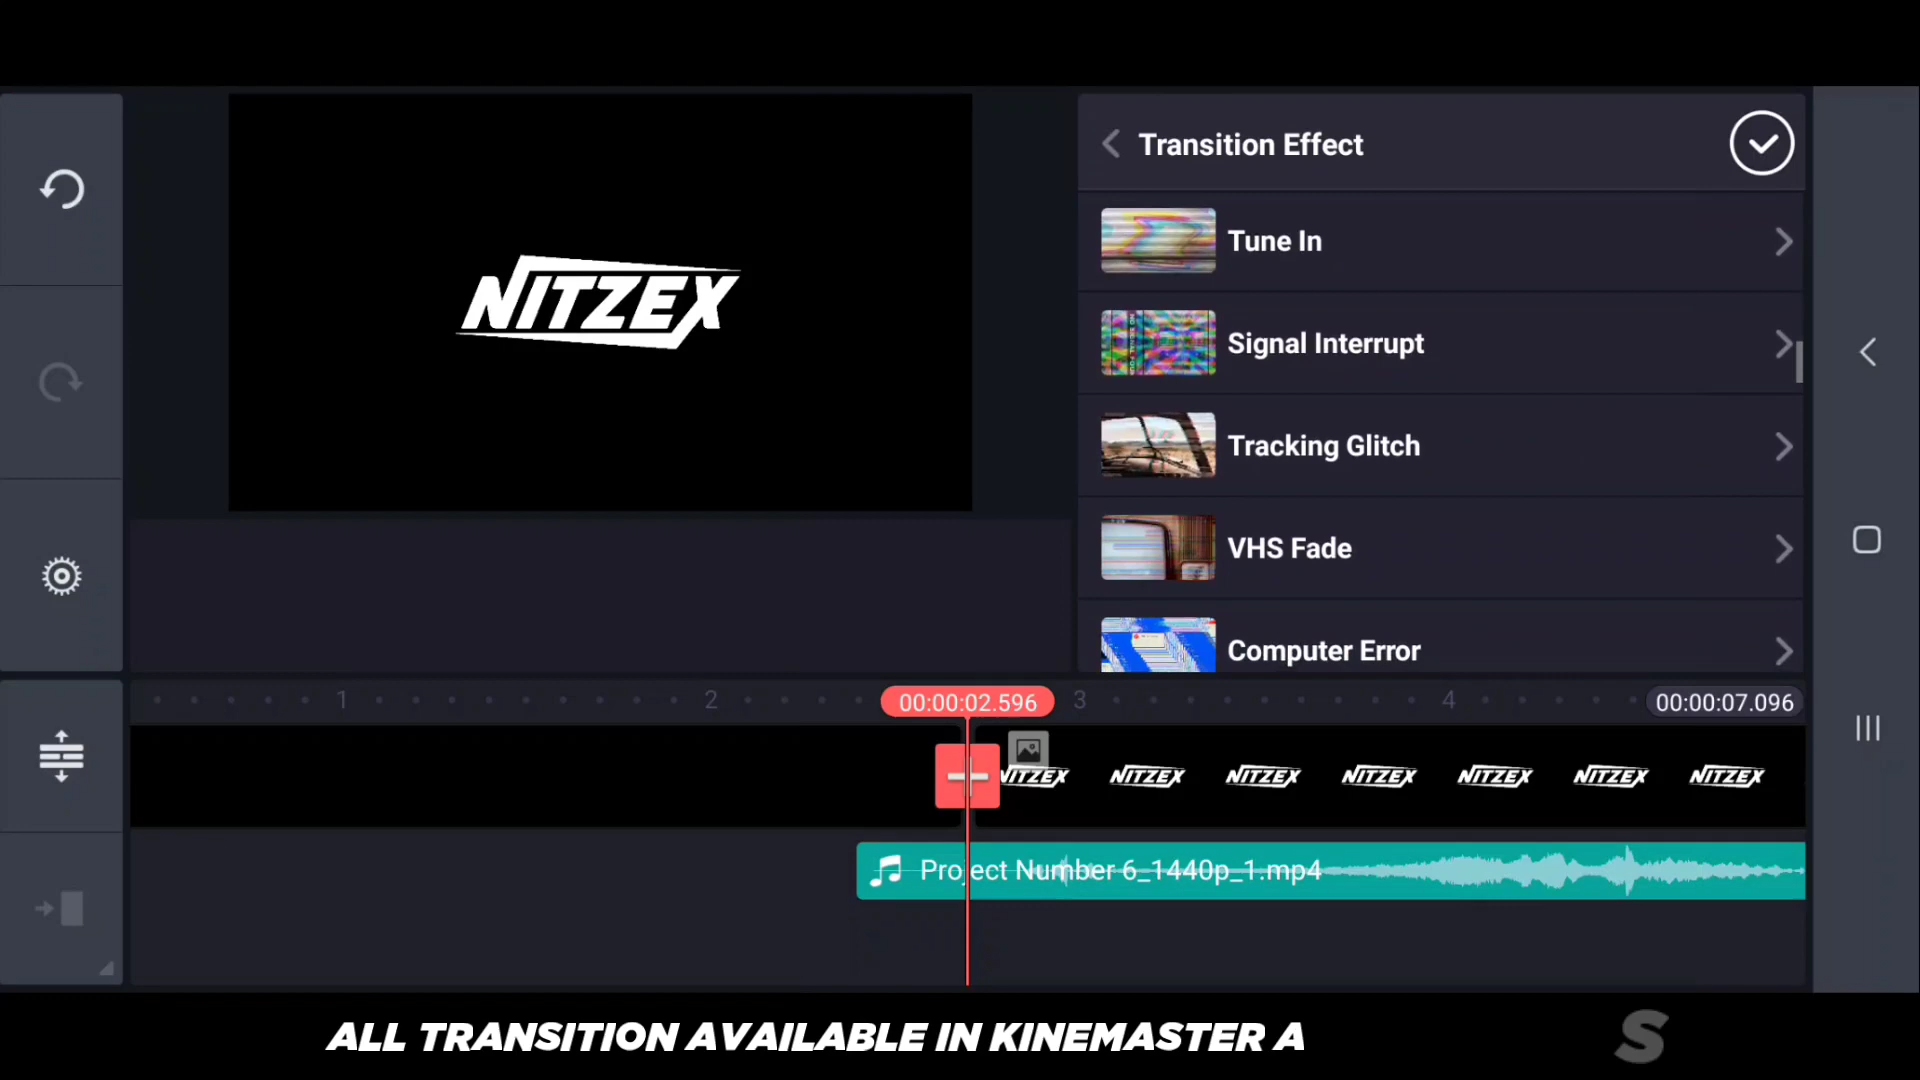 Transition Effect
NITZEX
Tune In
Signal Interrupt
Tracking Glitch
VHS Fade
Computer Error
1
2
00:00:02.596
3
4
00:00:07.096
NITZEX NITZEX NITZEX NITZEX NITZEX NITZEX NITZEX
Project Number 6_1440p_1.mp4
ALL TRANSITION AVAILABLE IN KINEMASTER A S